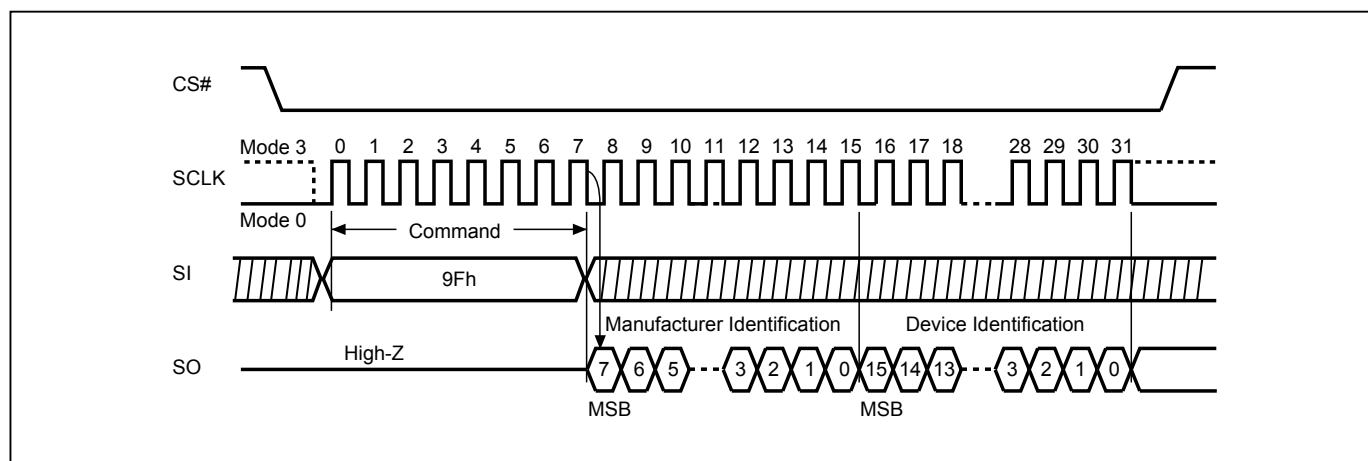 CS#
Mode 3 0 1 2 3 4 5 6 7 8 9 10 11 12 13 14 15 16 17 18 28 29 30 31
SCLK
Mode 0
Command
SI 9Fh
Manufacturer Identification Device Identification
High-Z
SO 7 6 5 3 2 1 0 15 14 13 3 2 1 0
MSB MSB